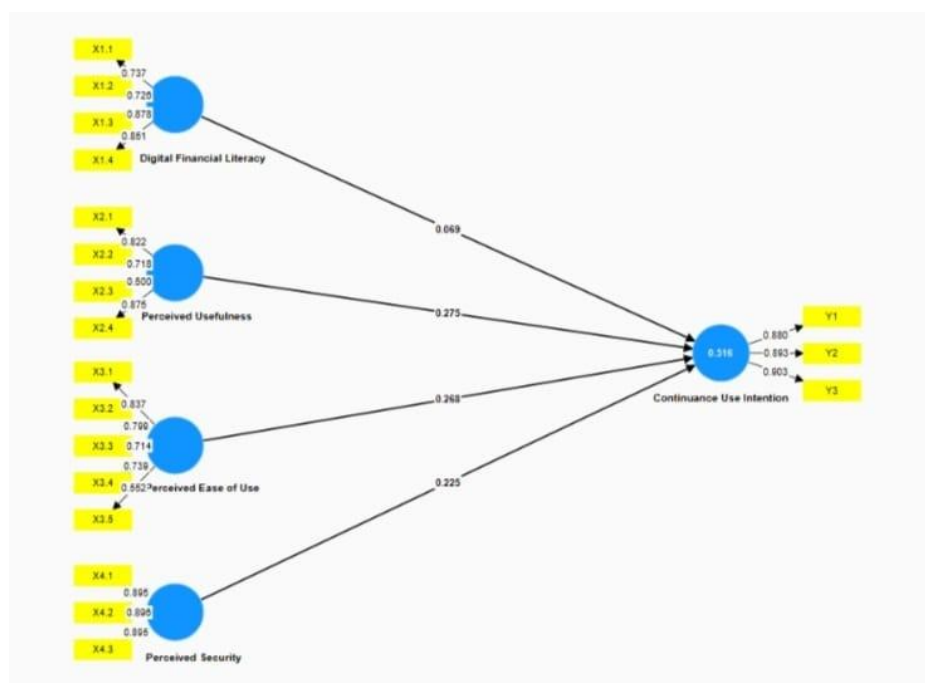 X1.1
0.737
X1.2
0.726
0.878
X1.3
0.861
X1.4
Digital Financial Literacy
X2.1
0.822
X2.2
0.718
X2.3
0.500
0.875
X2.4
Perceived Usefulness
X3.1
0.837
X3.2
0.799
X3.3
0.714
0.739
X3.4
0.552
Perceived Ease of Use
X3.5
X4.1
0.895
X4.2
0.895
0.895
X4.3
Perceived Security
0.069
0.275
0.268
0.225
0.316
Continuance Use Intention
0.880
Y1
0.893
Y2
0.903
Y3